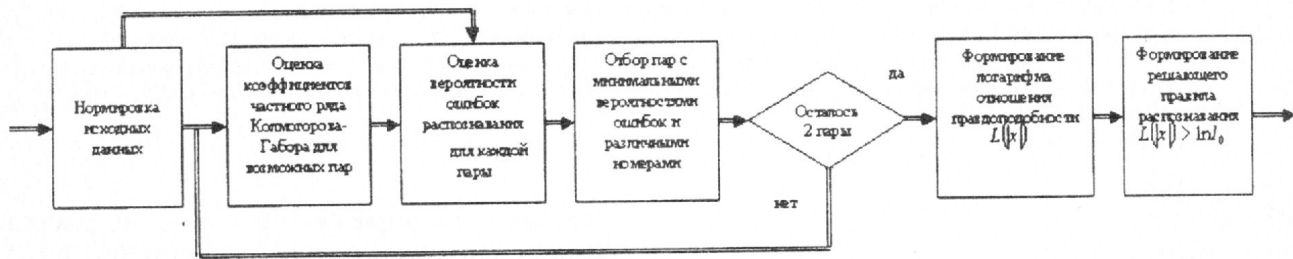 Нормировка
исходных
данных
Оценка
коэффициентов
частного ряда
Колмогорова-
Габора для
возможных пар
Оценка
вероятности
ошибок
распознавания
для каждой
пары
Отбор пар с
минимальными
вероятностями
ошибок и
различными
номерами
Осталось
2 пары
да
нет
Формирование
логарифма
отношения
правдоподобности
L(|x|)
Формирование
решающего
правила
распознавания
L(|x|) > ln l₀